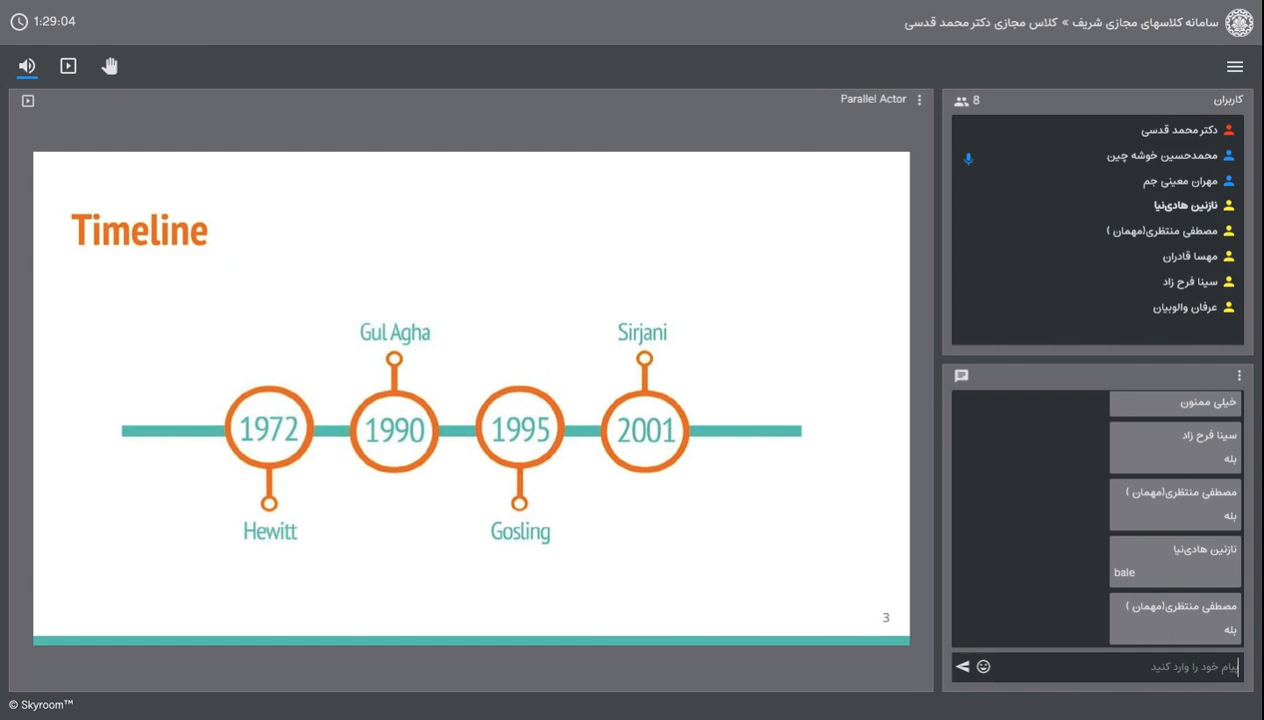 1:29:04
سامانه کلاسهای مجازی شریف » کلاس مجازی دکتر محمد قدسی
Parallel Actor
Timeline
Gul Agha
Sirjani
1972
1990
1995
2001
Hewitt
Gosling
3
8
کاربران
دکتر محمد قدسی
محمدحسین خوشه چین
مهران معینی جم
نازنین هادی‌نیا
مصطفی منتظری(مهمان )
مهسا قادران
سینا فرح زاد
عرفان والوبیان
خیلی ممنون
سینا فرح زاد
بله
مصطفی منتظری(مهمان )
بله
نازنین هادی‌نیا
bale
مصطفی منتظری(مهمان )
بله
پیام خود را وارد کنید
© Skyroom™